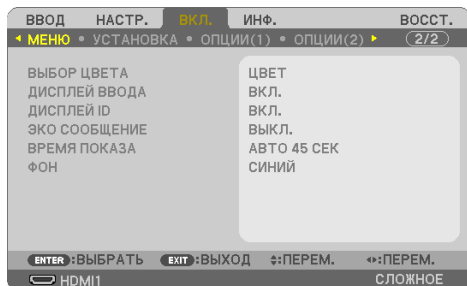 ВВОД НАСТР. ВКЛ. ИНФ. ВОССТ.
МЕНЮ • УСТАНОВКА • ОПЦИИ(1) • ОПЦИИ(2) 2/2
ВЫБОР ЦВЕТА ЦВЕТ
ДИСПЛЕЙ ВВОДА ВКЛ.
ДИСПЛЕЙ ID ВКЛ.
ЭКО СООБЩЕНИЕ ВЫКЛ.
ВРЕМЯ ПОКАЗА АВТО 45 СЕК
ФОН СИНИЙ
ENTER:ВЫБРАТЬ EXIT:ВЫХОД :ПЕРЕМ. :ПЕРЕМ.
HDMI1 СЛОЖНОЕ